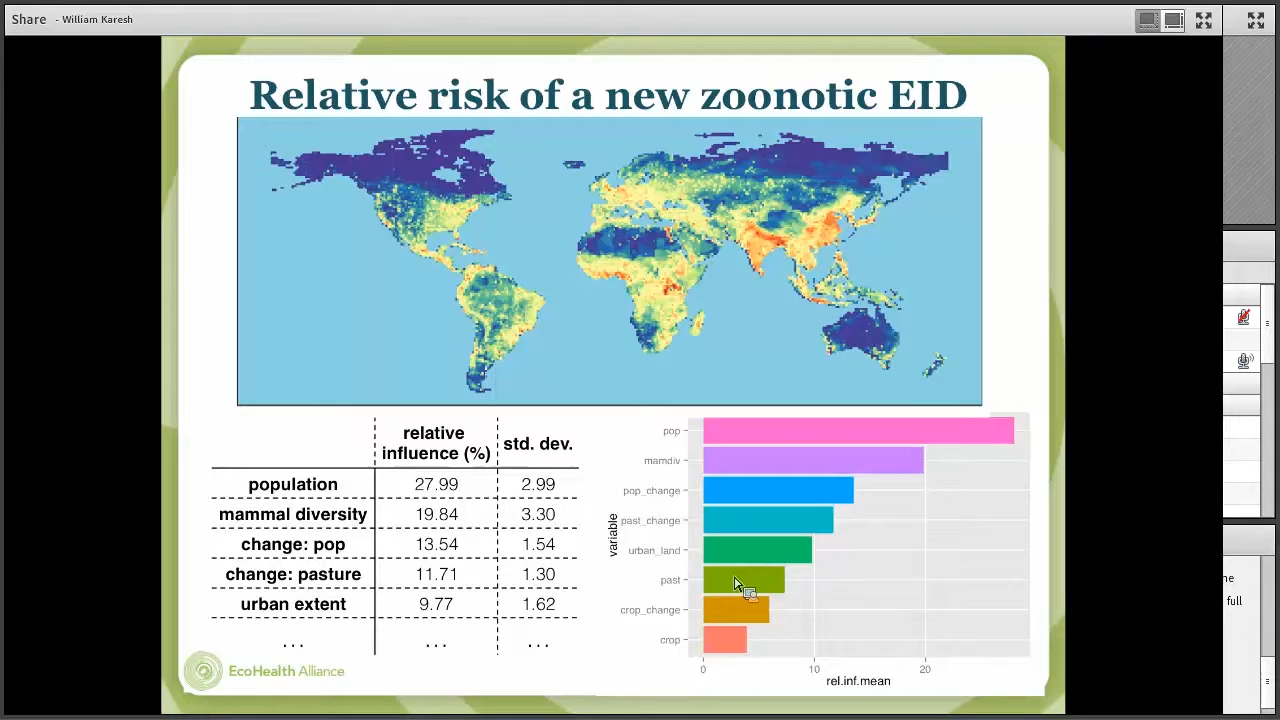 Share - William Karesh
Relative risk of a new zoonotic EID
relative influence (%) std. dev.
population 27.99 2.99
mammal diversity 19.84 3.30
change: pop 13.54 1.54
change: pasture 11.71 1.30
urban extent 9.77 1.62
... ... ...
EcoHealth Alliance
variable
pop
mamdiv
pop_change
past_change
urban_land
past
crop_change
crop
0 10 20
rel.inf.mean
full